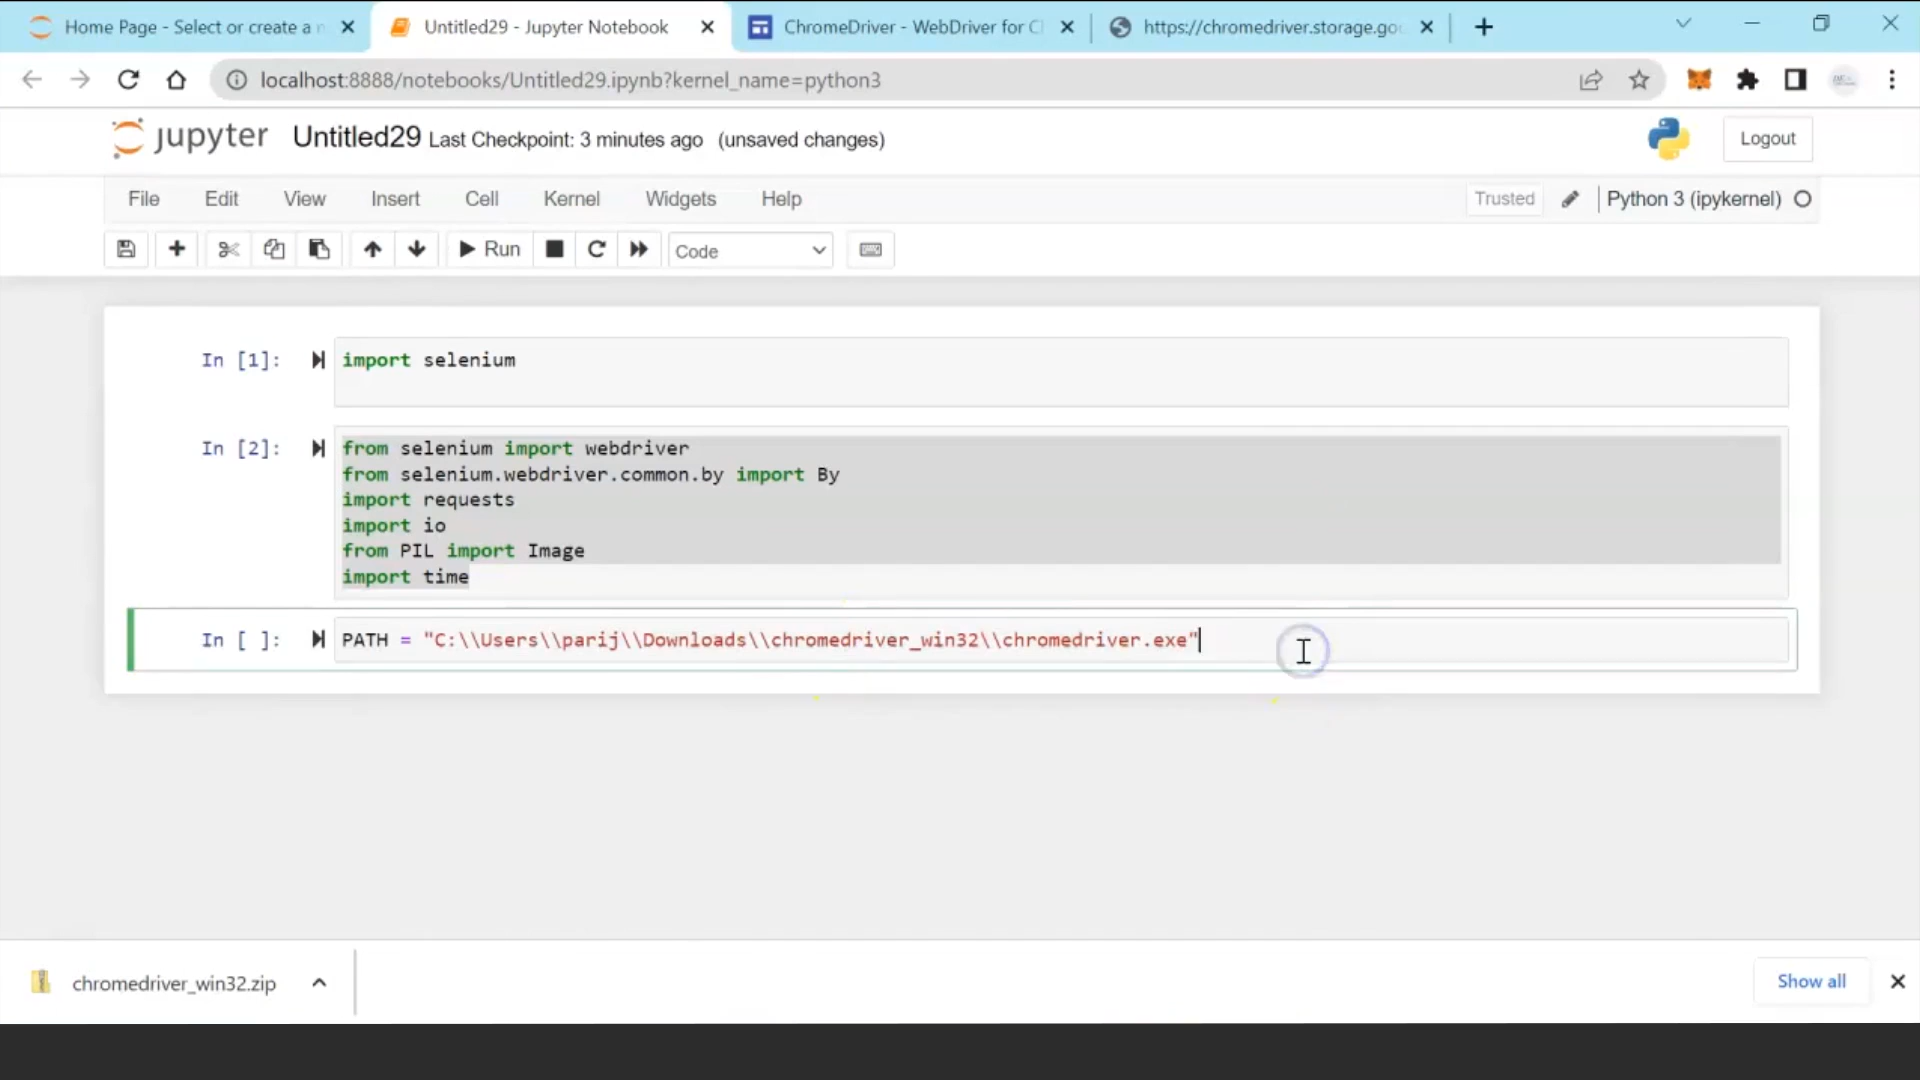 Home Page - Select or create a n
Untitled29 - Jupyter Notebook
ChromeDriver - WebDriver for C
https://chromedriver.storage.goo
localhost:8888/notebooks/Untitled29.ipynb?kernel_name=python3
jupyter Untitled29 Last Checkpoint: 3 minutes ago (unsaved changes)
Logout
File Edit View Insert Cell Kernel Widgets Help
Trusted
Python 3 (ipykernel)
Run
Code
In [1]: import selenium
In [2]: from selenium import webdriver
from selenium.webdriver.common.by import By
import requests
import io
from PIL import Image
import time
In [ ]: PATH = "C:\\Users\\parij\\Downloads\\chromedriver_win32\\chromedriver.exe"
chromedriver_win32.zip
Show all